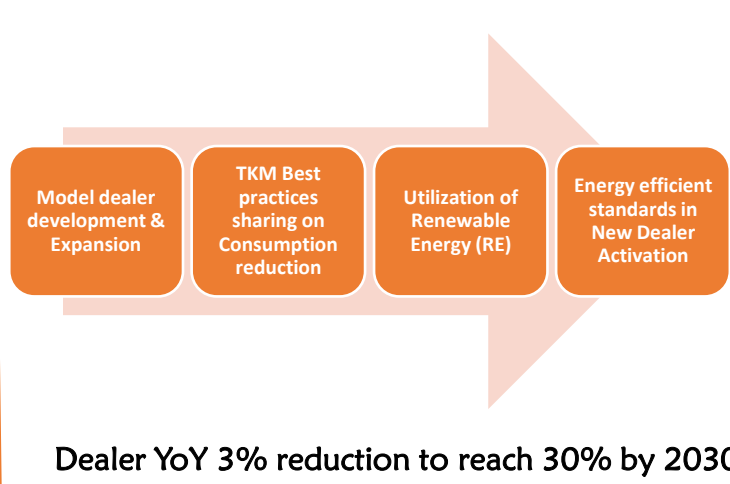 Model dealer
development &
Expansion
TKM Best
practices
sharing on
Consumption
reduction
Utilization of
Renewable
Energy (RE)
Energy efficient
standards in
New Dealer
Activation
Dealer YoY 3% reduction to reach 30% by 2030